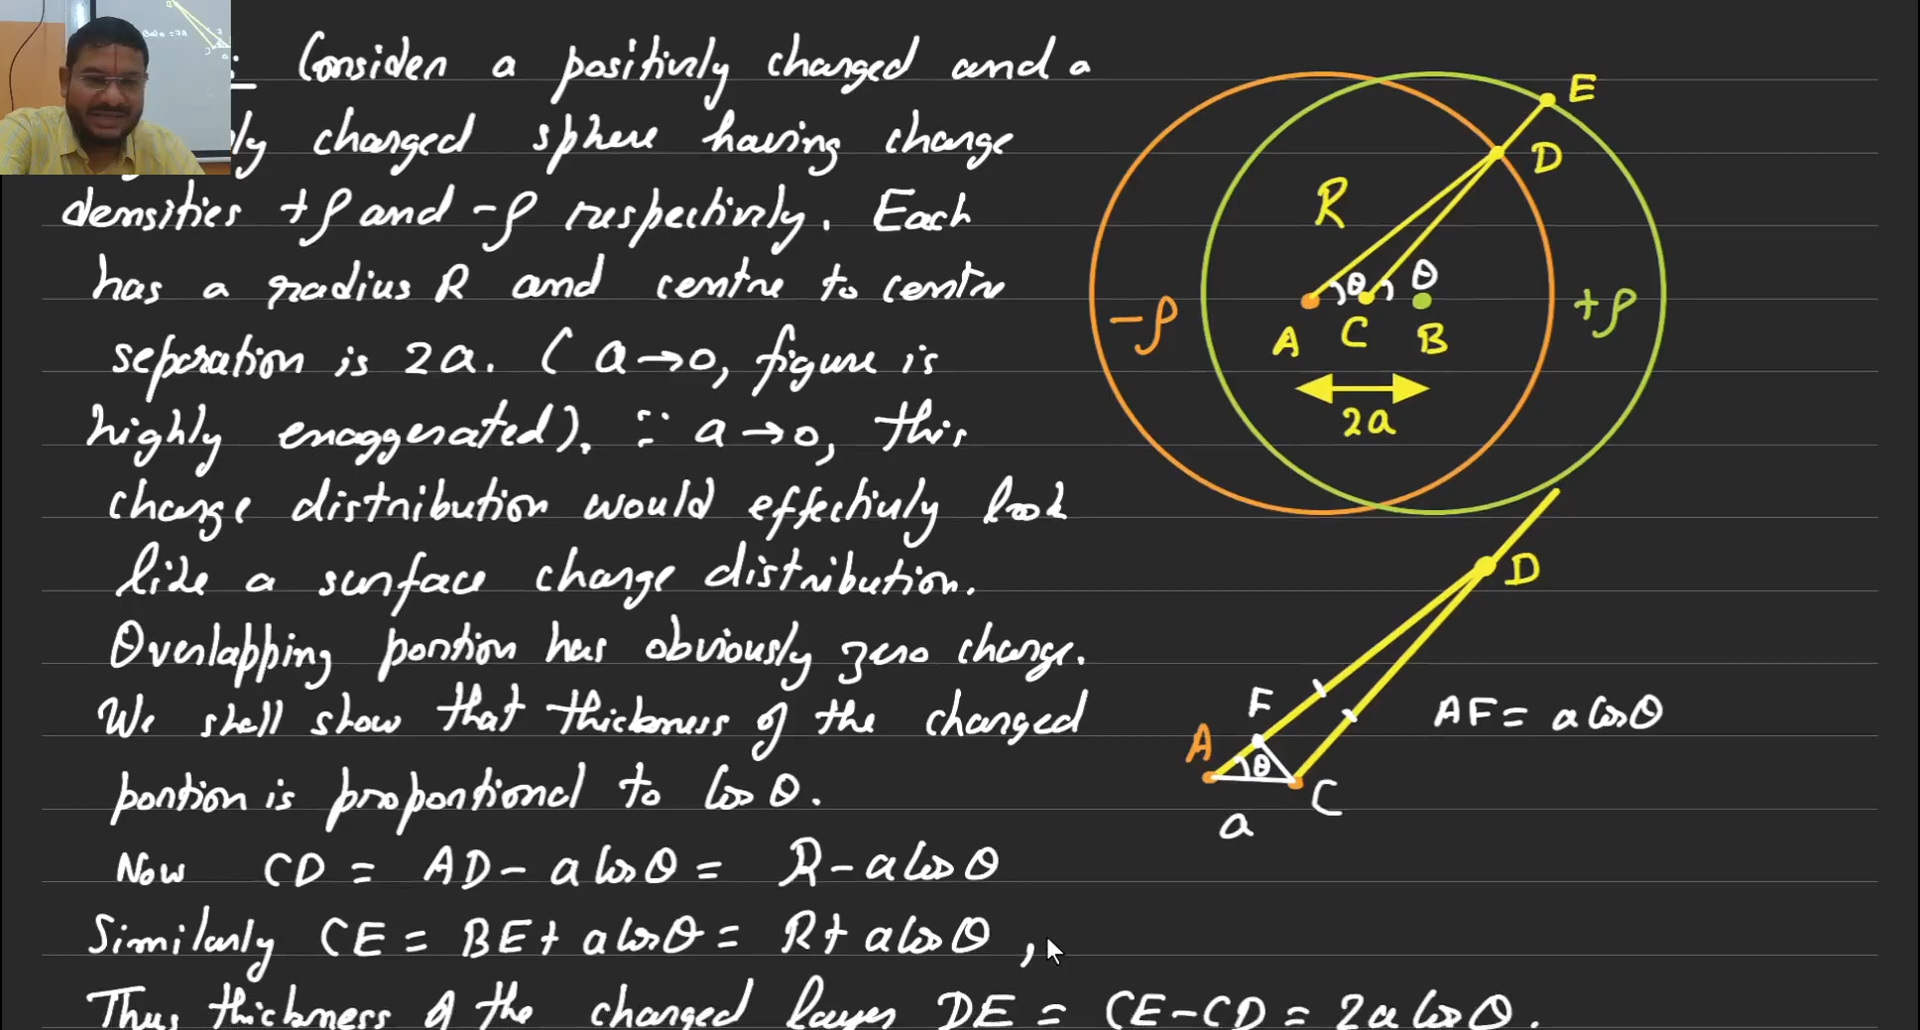 : Consider a positively charged and a
ly charged sphere having charge
densities +ρ and -ρ respectively. Each
has a radius R and centre to centre
separation is 2a. ( a→0, figure is
highly exaggerated). ∵ a→0, this
charge distribution would effectively look
like a surface charge distribution.
Overlapping portion has obviously zero charge.
We shall show that thickness of the charged
portion is proportional to cos θ.
Now CD = AD - a cos θ = R - a cos θ
Similarly CE = BE + a cos θ = R + a cos θ ,
Thus thickness of the charged layer DE = CE - CD = 2a cos θ.
E
D
R
θ
θ
-ρ
A
C
B
+ρ
2a
D
F
AF = a cos θ
A
θ
C
a